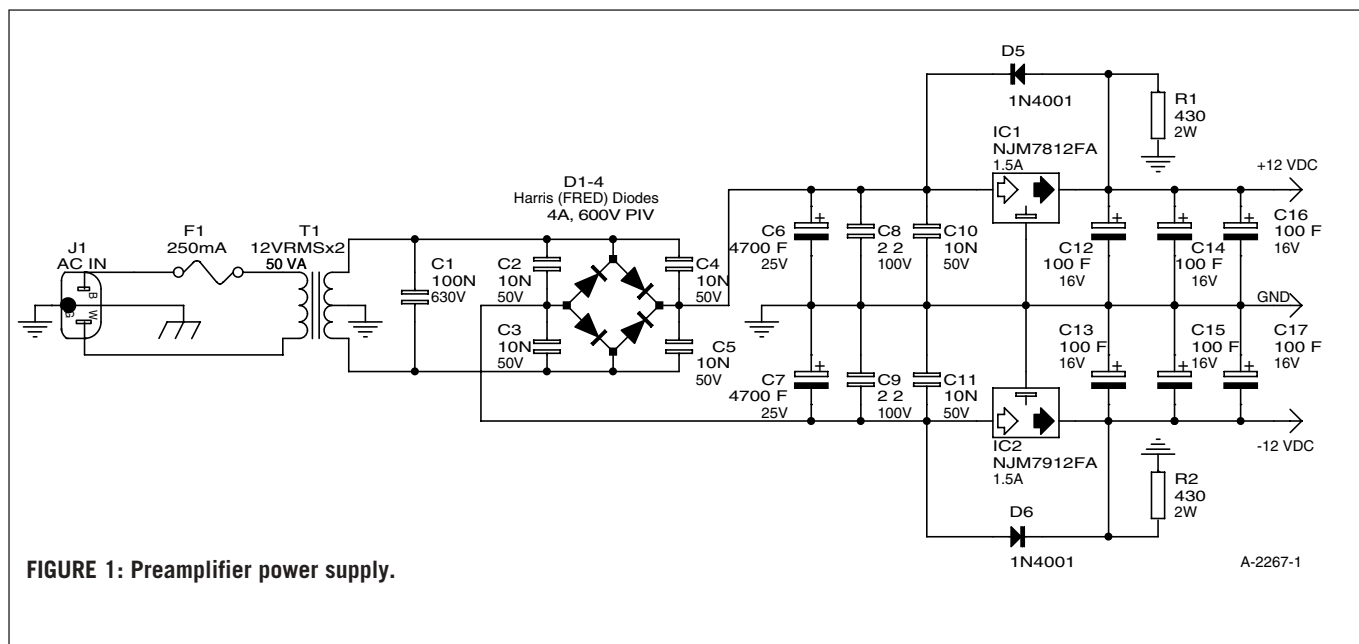 D5
1N4001
R1
430
2W
IC1
NJM7812FA
1.5A
+12 VDC
D1-4
Harris (FRED) Diodes
4A, 600V PIV
F1
250mA
T1
12VRMSx2
50 VA
J1
AC IN
B
G
W
C1
100N
630V
C2
10N
50V
C4
10N
50V
C3
10N
50V
C5
10N
50V
C6
4700 F
25V
+
C8
2 2
100V
C10
10N
50V
C12
100 F
16V
+
C14
100 F
16V
+
C16
100 F
16V
+
GND
C7
4700 F
25V
+
C9
2 2
100V
C11
10N
50V
C13
100 F
16V
+
C15
100 F
16V
+
C17
100 F
16V
+
-12 VDC
IC2
NJM7912FA
1.5A
R2
430
2W
D6
1N4001
FIGURE 1: Preamplifier power supply.
A-2267-1